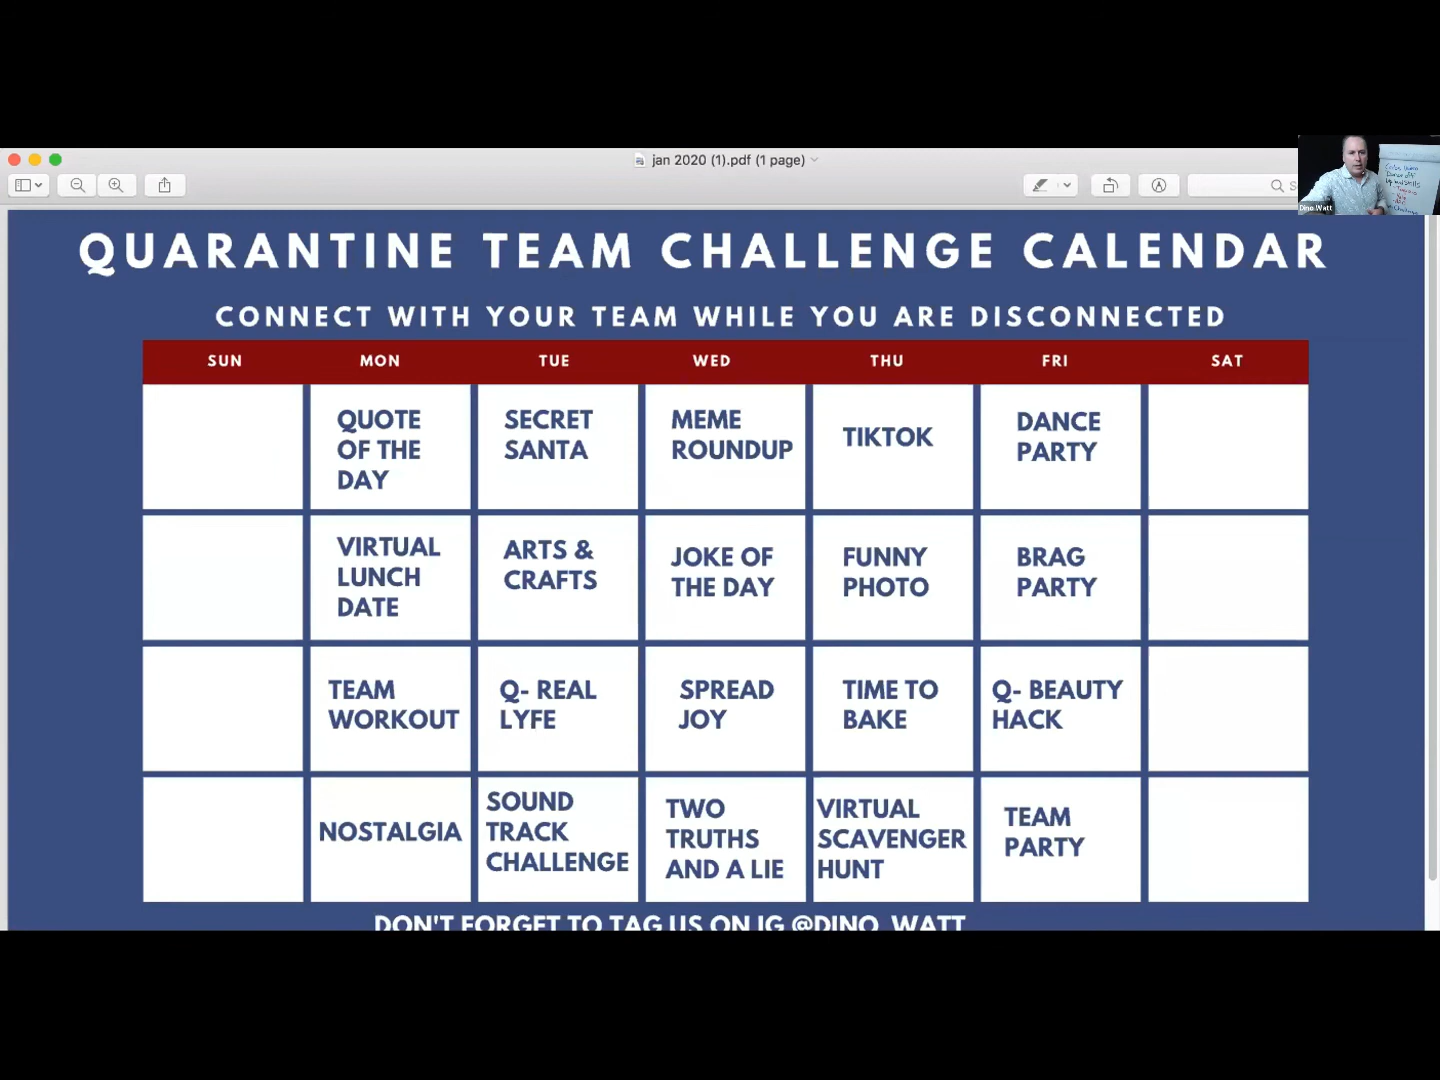 jan 2020 (1).pdf (1 page)
Dino Watt
QUARANTINE TEAM CHALLENGE CALENDAR
CONNECT WITH YOUR TEAM WHILE YOU ARE DISCONNECTED
SUN MON TUE WED THU FRI SAT
QUOTE
OF THE
DAY
SECRET
SANTA
MEME
ROUNDUP
TIKTOK
DANCE
PARTY
VIRTUAL
LUNCH
DATE
ARTS &
CRAFTS
JOKE OF
THE DAY
FUNNY
PHOTO
BRAG
PARTY
TEAM
WORKOUT
Q- REAL
LYFE
SPREAD
JOY
TIME TO
BAKE
Q- BEAUTY
HACK
NOSTALGIA
SOUND
TRACK
CHALLENGE
TWO
TRUTHS
AND A LIE
VIRTUAL
SCAVENGER
HUNT
TEAM
PARTY
DON'T FORGET TO TAG US ON IG @DINO_WATT